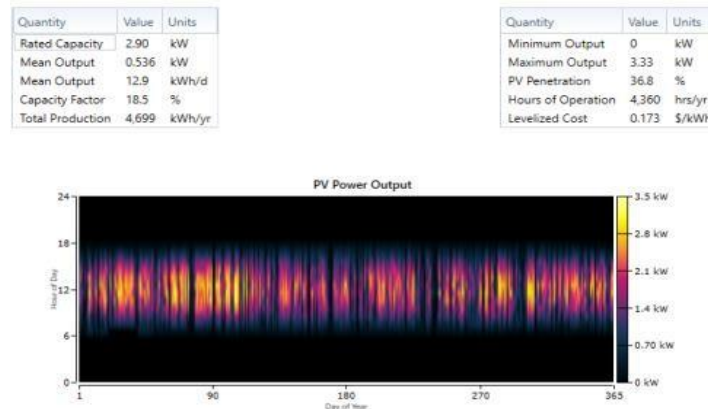 Quantity Value Units
Rated Capacity 2.90 kW
Mean Output 0.536 kW
Mean Output 12.9 kWh/d
Capacity Factor 18.5 %
Total Production 4,699 kWh/yr
Quantity Value Units
Minimum Output 0 kW
Maximum Output 3.33 kW
PV Penetration 36.8 %
Hours of Operation 4,360 hrs/yr
Levelized Cost 0.173 $/kWh
PV Power Output
24
18
12
6
0
Hour of Day
3.5 kW
2.8 kW
2.1 kW
1.4 kW
0.70 kW
0 kW
1 90 180 270 365
Day of Year